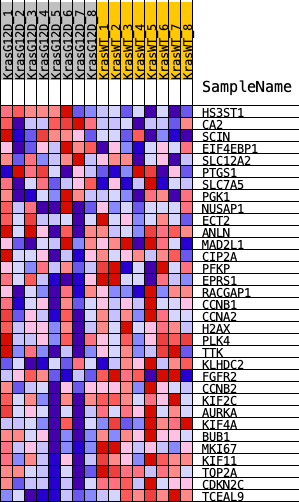 KrasG12D_1
KrasG12D_2
KrasG12D_3
KrasG12D_4
KrasG12D_5
KrasG12D_6
KrasG12D_7
KrasG12D_8
KrasWT_1
KrasWT_2
KrasWT_3
KrasWT_4
KrasWT_5
KrasWT_6
KrasWT_7
KrasWT_8
SampleName
HS3ST1
CA2
SCIN
EIF4EBP1
SLC12A2
PTGS1
SLC7A5
PGK1
NUSAP1
ECT2
ANLN
MAD2L1
CIP2A
PFKP
EPRS1
RACGAP1
CCNB1
CCNA2
H2AX
PLK4
TTK
KLHDC2
FGFR2
CCNB2
KIF2C
AURKA
KIF4A
BUB1
MKI67
KIF11
TOP2A
CDKN2C
TCEAL9